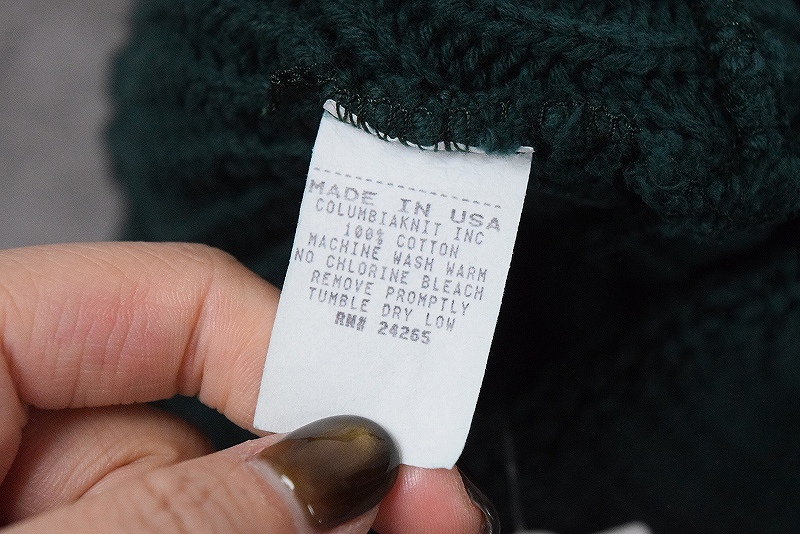 MADE IN USA
COLUMBIAKNIT INC
100% COTTON
MACHINE WASH WARM
NO CHLORINE BLEACH
REMOVE PROMPTLY
TUMBLE DRY LOW
RN# 24265